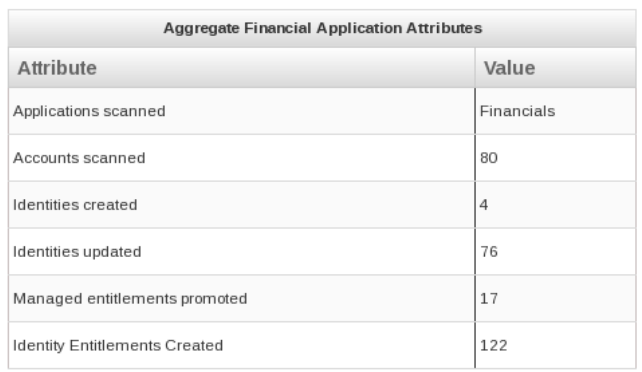 Aggregate Financial Application Attributes
Attribute Value
Applications scanned Financials
Accounts scanned 80
Identities created 4
Identities updated 76
Managed entitlements promoted 17
Identity Entitlements Created 122